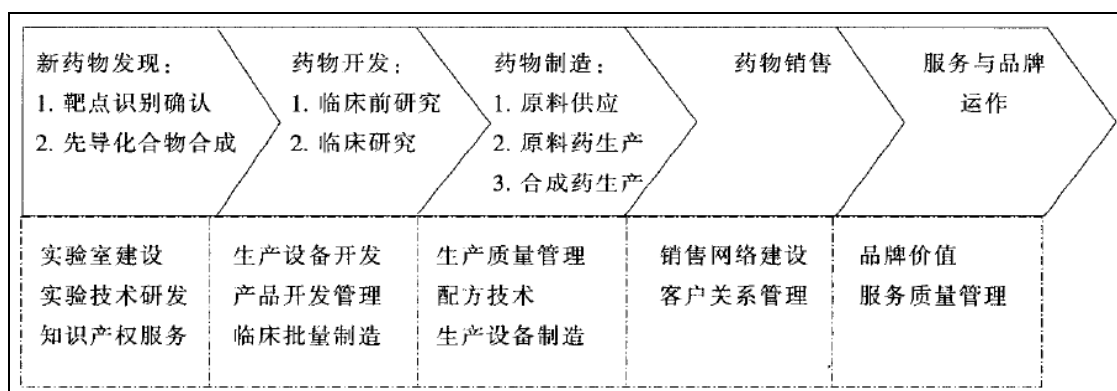 新药物发现：
1. 靶点识别确认
2. 先导化合物合成
药物开发：
1. 临床前研究
2. 临床研究
药物制造：
1. 原料供应
2. 原料药生产
3. 合成药生产
药物销售
服务与品牌
运作
实验室建设
实验技术研发
知识产权服务
生产设备开发
产品开发管理
临床批量制造
生产质量管理
配方技术
生产设备制造
销售网络建设
客户关系管理
品牌价值
服务质量管理